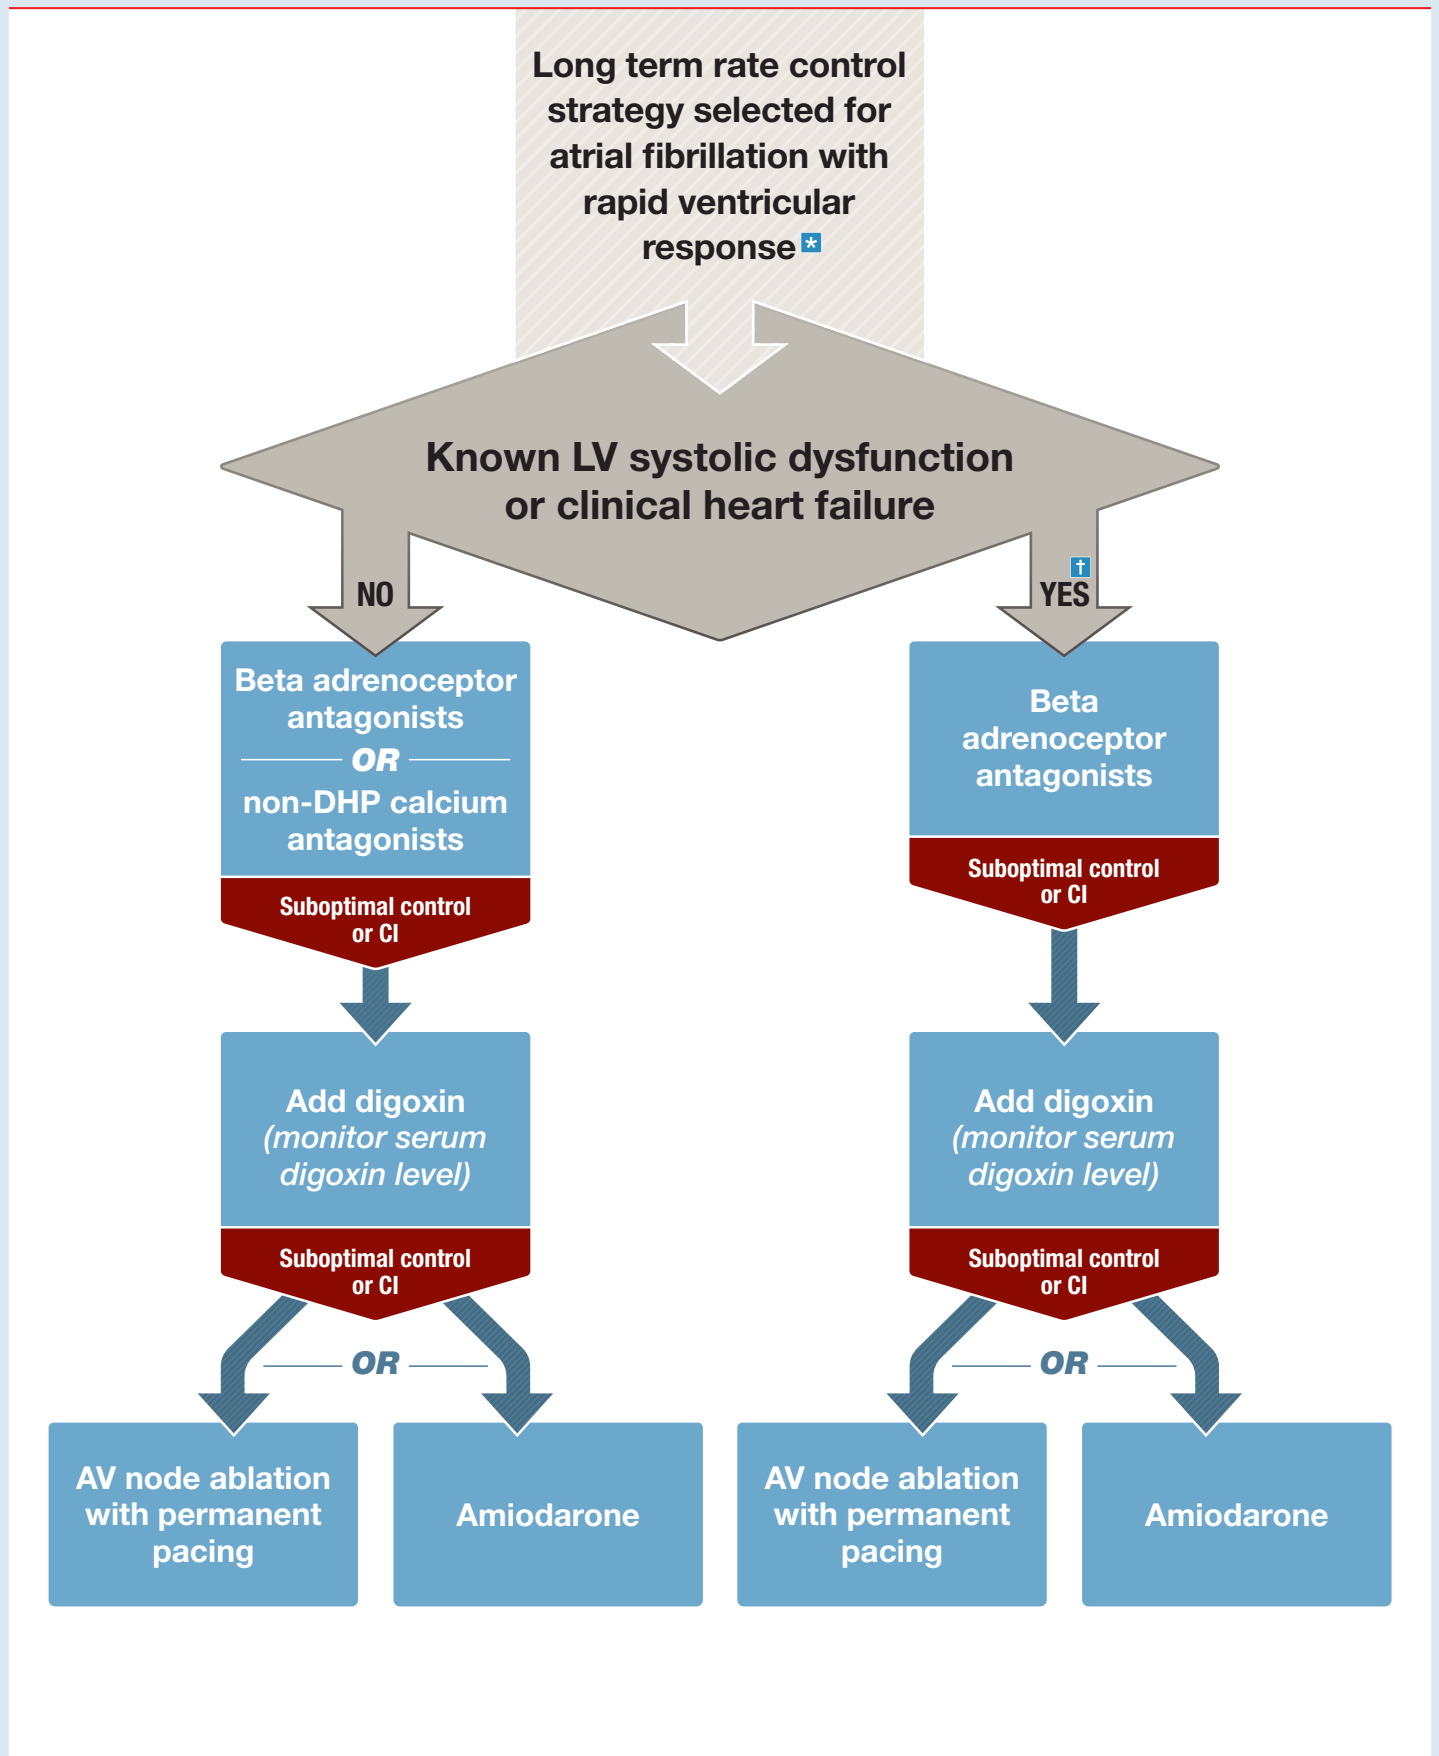 Long term rate control
strategy selected for
atrial fibrillation with
rapid ventricular
response *
Known LV systolic dysfunction
or clinical heart failure
NO
†
YES
Beta adrenoceptor
antagonists
OR
non-DHP calcium
antagonists
Suboptimal control
or CI
Beta
adrenoceptor
antagonists
Suboptimal control
or CI
Add digoxin
(monitor serum
digoxin level)
Suboptimal control
or CI
Add digoxin
(monitor serum
digoxin level)
Suboptimal control
or CI
OR
OR
AV node ablation
with permanent
pacing
Amiodarone
AV node ablation
with permanent
pacing
Amiodarone